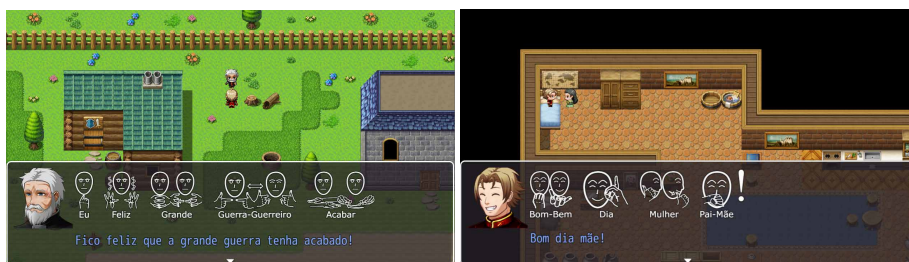 Eu Feliz Grande Guerra-Guerreiro Acabar
Fico feliz que a grande guerra tenha acabado!
Bom-Bem Dia Mulher Pai-Mãe !
Bom dia mãe!